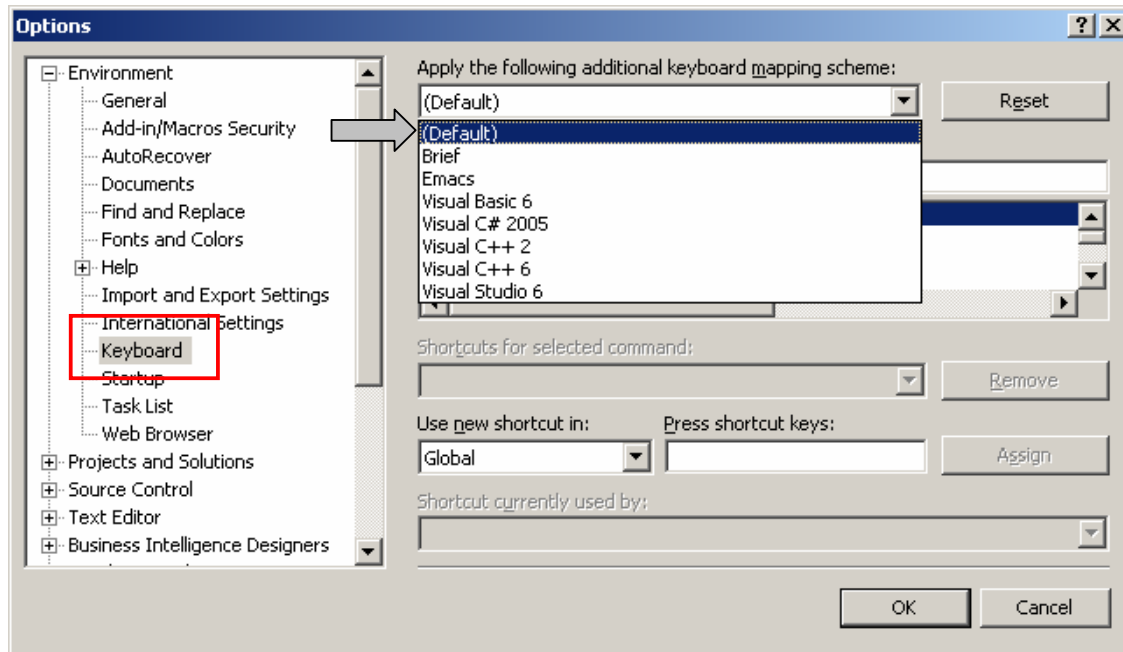 Options
Environment
General
Add-in/Macros Security
AutoRecover
Documents
Find and Replace
Fonts and Colors
Help
Import and Export Settings
International Settings
Keyboard
Startup
Task List
Web Browser
Projects and Solutions
Source Control
Text Editor
Business Intelligence Designers
Apply the following additional keyboard mapping scheme:
(Default)
Reset
(Default)
Brief
Emacs
Visual Basic 6
Visual C# 2005
Visual C++ 2
Visual C++ 6
Visual Studio 6
Shortcuts for selected command:
Remove
Use new shortcut in:
Press shortcut keys:
Global
Assign
Shortcut currently used by:
OK
Cancel